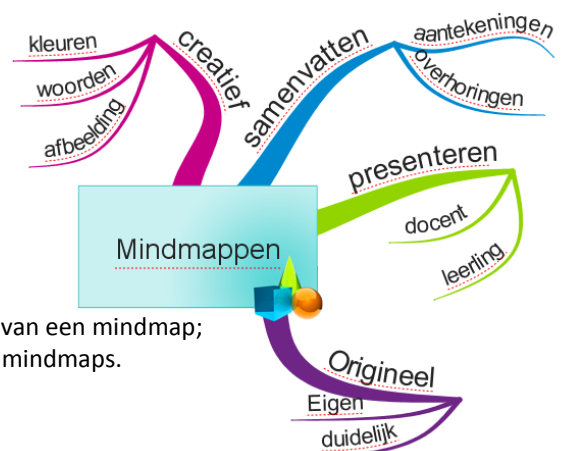 creatief
kleuren
woorden
afbeelding
samenvatten
aantekeningen
overhoringen
presenteren
docent
leerling
Mindmappen
van een mindmap;
mindmaps.
Origineel
Eigen
duidelijk